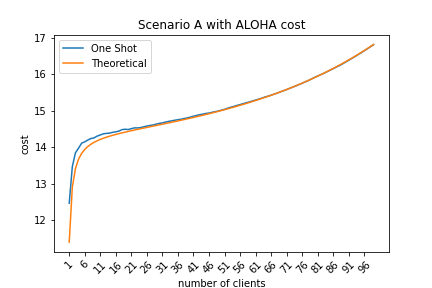 Scenario A with ALOHA cost
17
16
15
14
13
12
cost
One Shot
Theoretical
1 6 11 16 21 26 31 36 41 46 51 56 61 66 71 76 81 86 91 96
number of clients